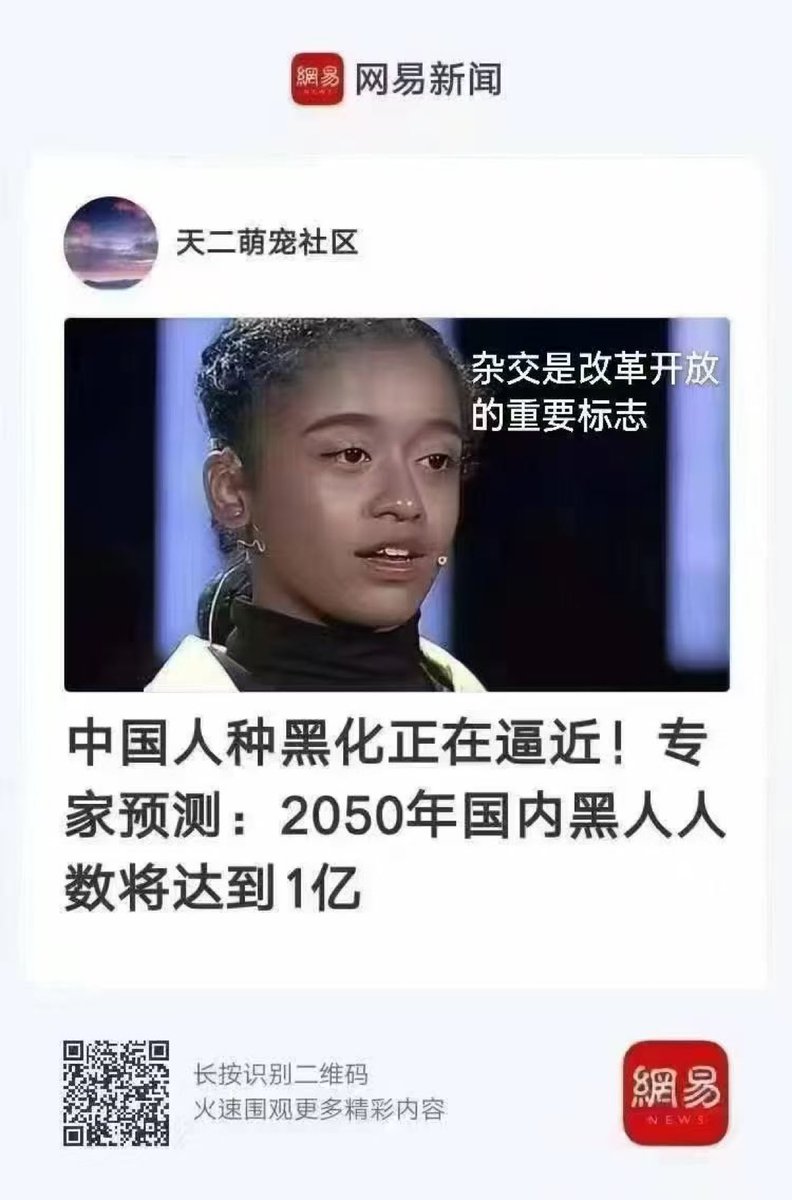 網易
NEWS
网易新闻
天二萌宠社区
杂交是改革开放
的重要标志
中国人种黑化正在逼近！专
家预测：2050年国内黑人人
数将达到1亿
长按识别二维码
火速围观更多精彩内容
網易
NEWS